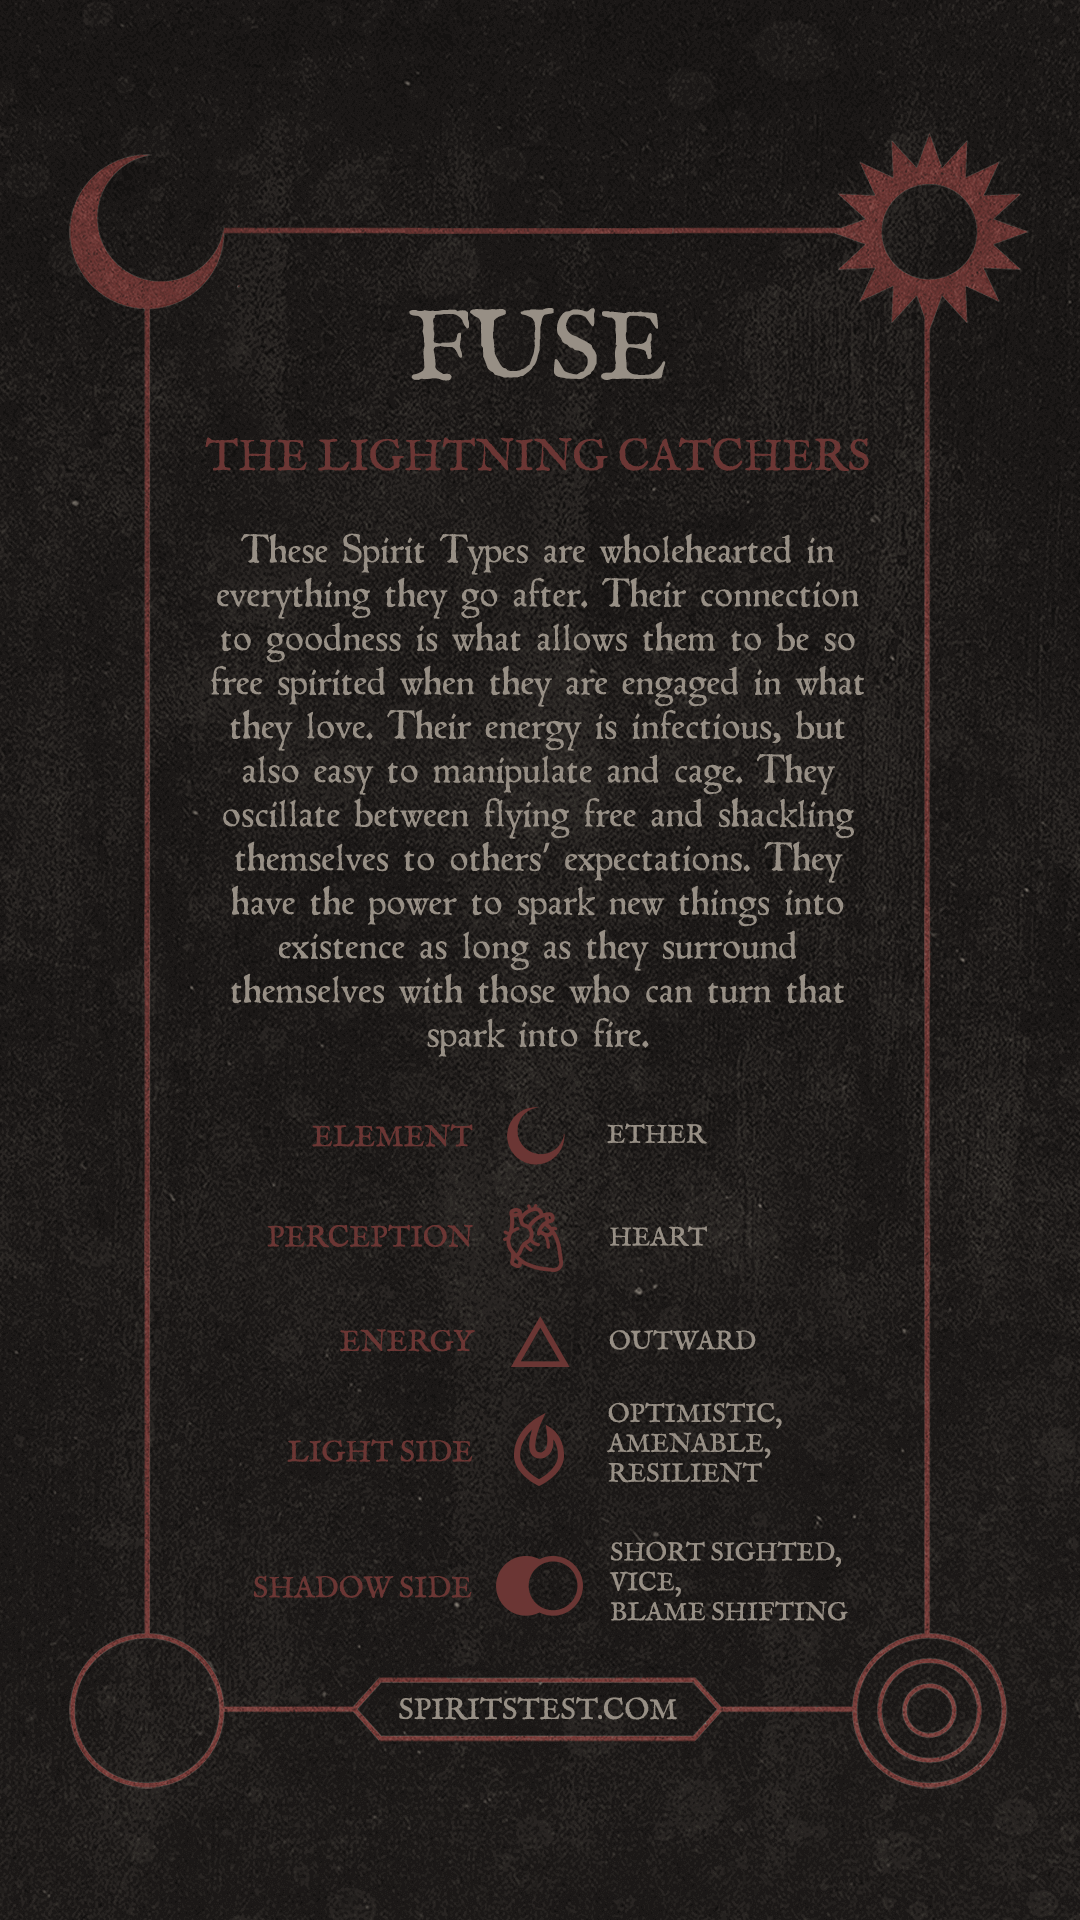 FUSE
THE LIGHTNING CATCHERS
These Spirit Types are wholehearted in
everything they go after. Their connection
to goodness is what allows them to be so
free spirited when they are engaged in what
they love. Their energy is infectious, but
also easy to manipulate and cage. They
oscillate between flying free and shackling
themselves to others' expectations. They
have the power to spark new things into
existence as long as they surround
themselves with those who can turn that
spark into fire.
ELEMENT ETHER
PERCEPTION HEART
ENERGY OUTWARD
LIGHT SIDE OPTIMISTIC,
AMENABLE,
RESILIENT
SHADOW SIDE SHORT SIGHTED,
VICE,
BLAME SHIFTING
SPIRITSTEST.COM